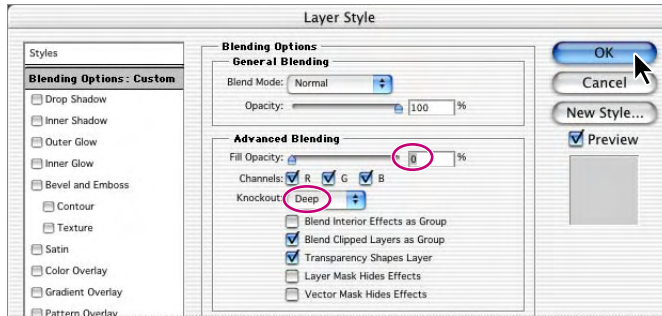 Layer Style
Styles
Blending Options: Custom
Drop Shadow
Inner Shadow
Outer Glow
Inner Glow
Bevel and Emboss
Contour
Texture
Satin
Color Overlay
Gradient Overlay
Pattern Overlay
Blending Options
General Blending
Blend Mode: Normal
Opacity: 100 %
Advanced Blending
Fill Opacity: 0 %
Channels: R G B
Knockout: Deep
Blend Interior Effects as Group
Blend Clipped Layers as Group
Transparency Shapes Layer
Layer Mask Hides Effects
Vector Mask Hides Effects
OK
Cancel
New Style...
Preview